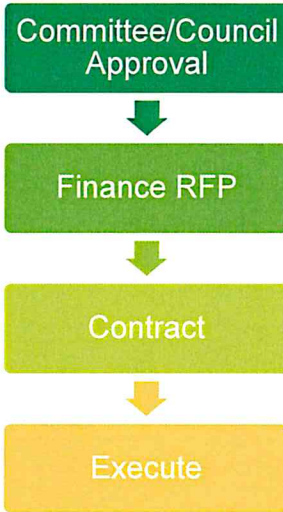 Committee/Council
Approval
Finance RFP
Contract
Execute